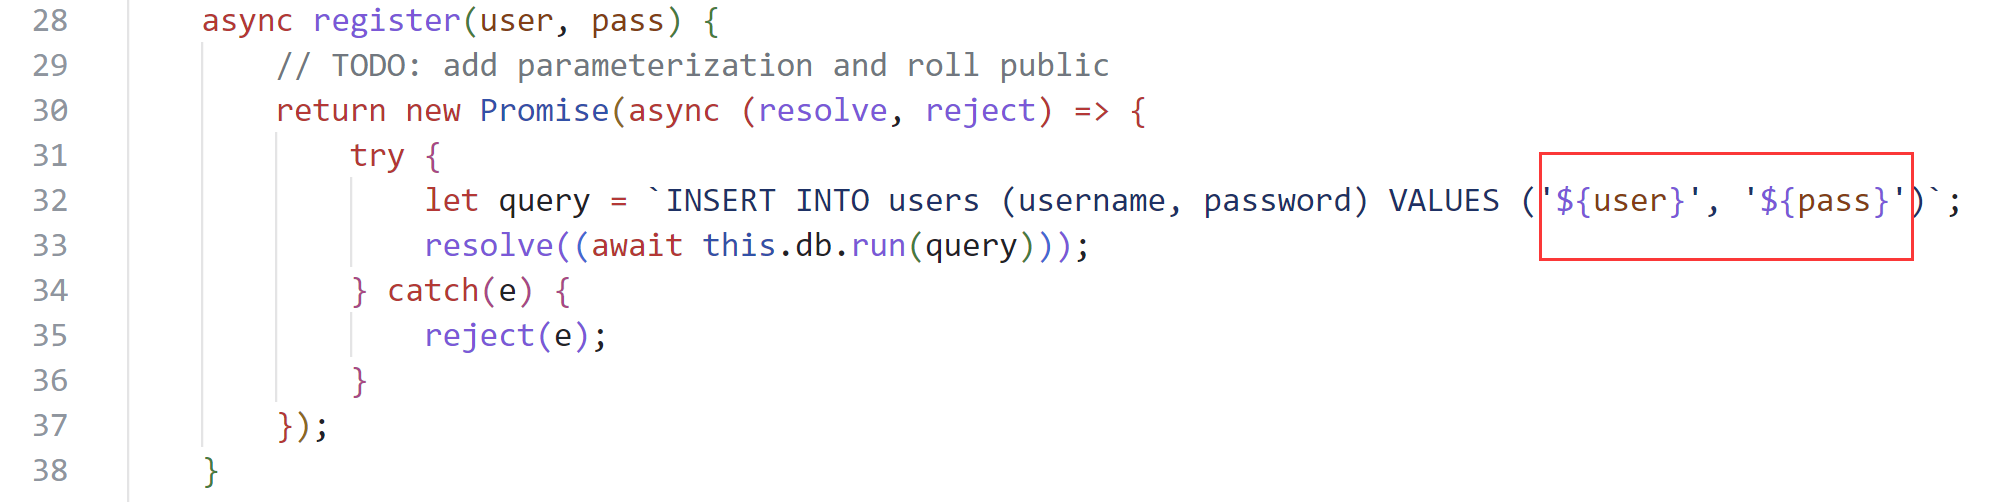 28 async register(user, pass) {
29 // TODO: add parameterization and roll public
30 return new Promise(async (resolve, reject) => {
31 try {
32 let query = `INSERT INTO users (username, password) VALUES ('${user}', '${pass}')`;
33 resolve((await this.db.run(query)));
34 } catch(e) {
35 reject(e);
36 }
37 });
38 }